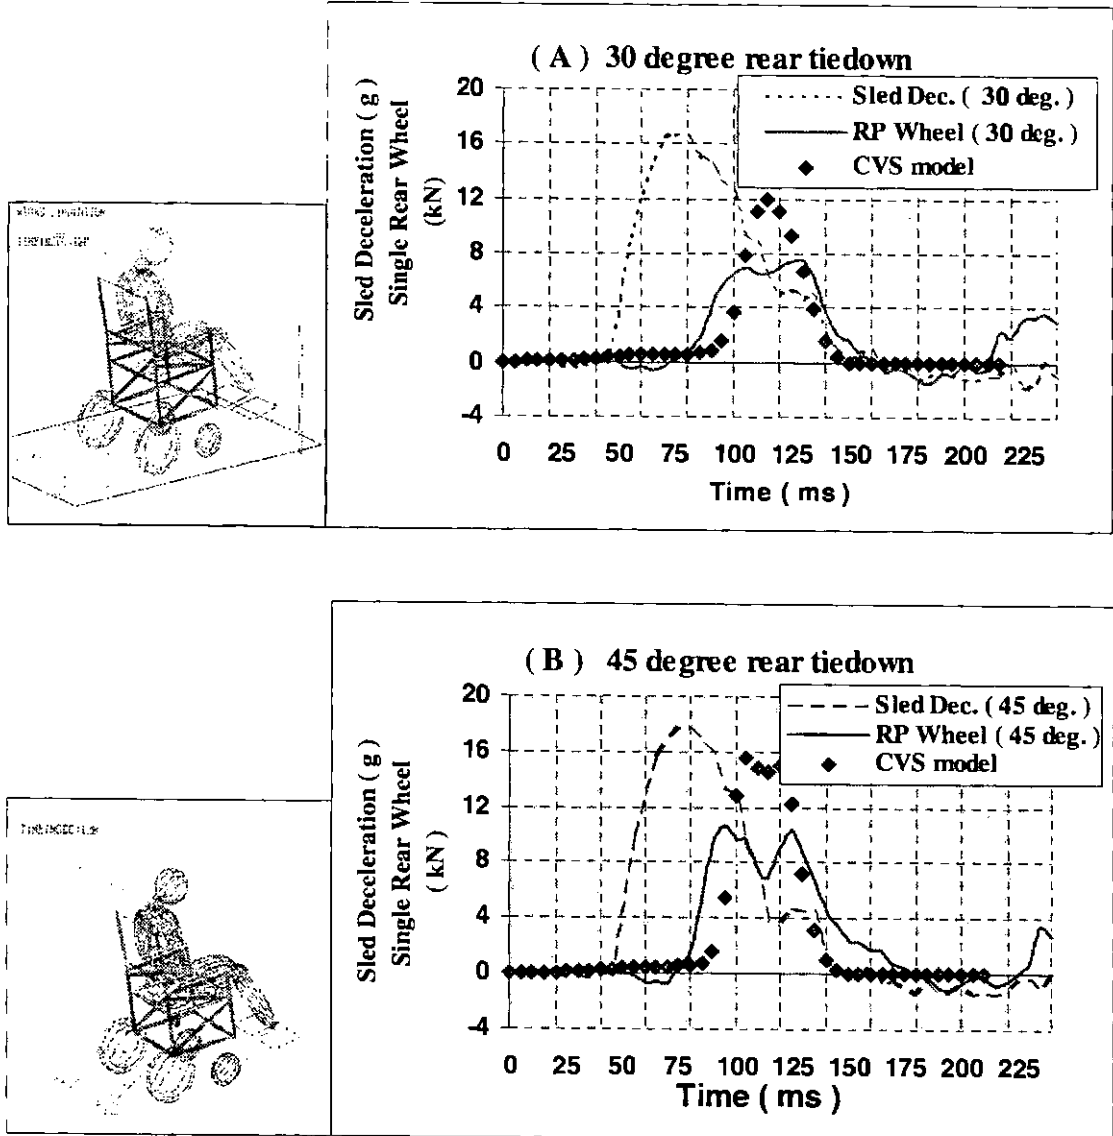 ( A ) 30 degree rear tiedown
Sled Deceleration ( g )
Single Rear Wheel
(kN)
20
16
12
8
4
0
-4
Sled Dec. ( 30 deg. )
RP Wheel ( 30 deg. )
CVS model
0 25 50 75 100 125 150 175 200 225
Time ( ms )
( B ) 45 degree rear tiedown
Sled Deceleration ( g )
Single Rear Wheel
( kN )
20
16
12
8
4
0
-4
Sled Dec. ( 45 deg. )
RP Wheel ( 45 deg. )
CVS model
0 25 50 75 100 125 150 175 200 225
Time ( ms )